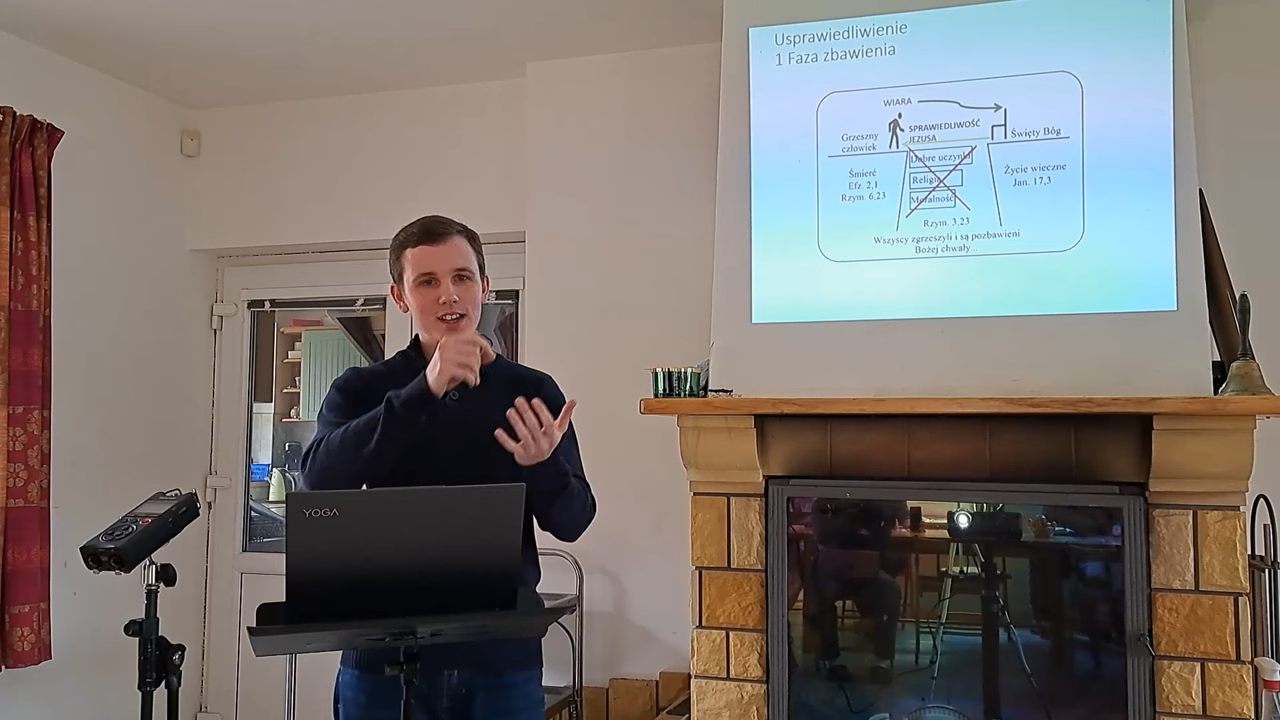 Usprawiedliwienie
1 Faza zbawienia
WIARA
SPRAWIEDLIWOŚĆ
JEZUSA
Grzeszny
człowiek
Święty Bóg
Dobre uczynki
Religia
Moralność
Śmierć
Efz. 2,1
Rzym. 6,23
Życie wieczne
Jan. 17,3
Rzym. 3,23
Wszyscy zgrzeszyli i są pozbawieni
Bożej chwały...
YOGA